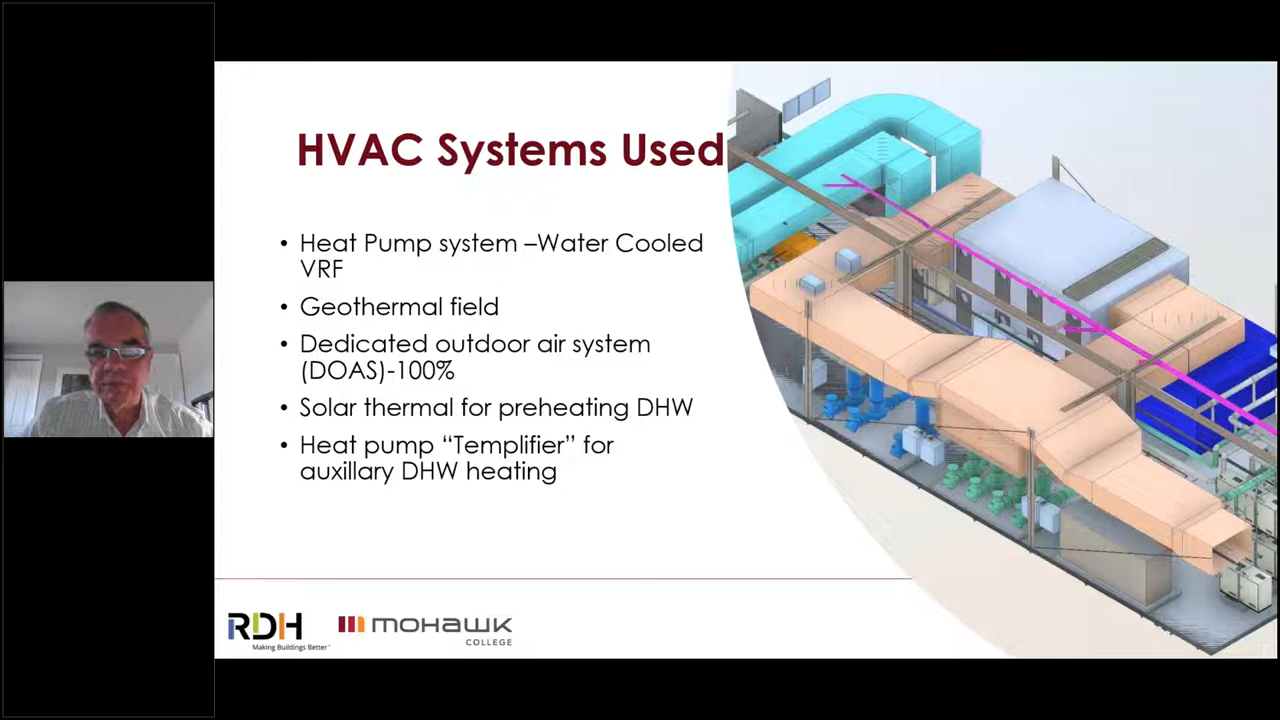 HVAC Systems Used
• Heat Pump system –Water Cooled
VRF
• Geothermal field
• Dedicated outdoor air system
(DOAS)-100%
• Solar thermal for preheating DHW
• Heat pump “Templifier” for
auxillary DHW heating
RDH
Making Buildings Better™
mohawk
COLLEGE